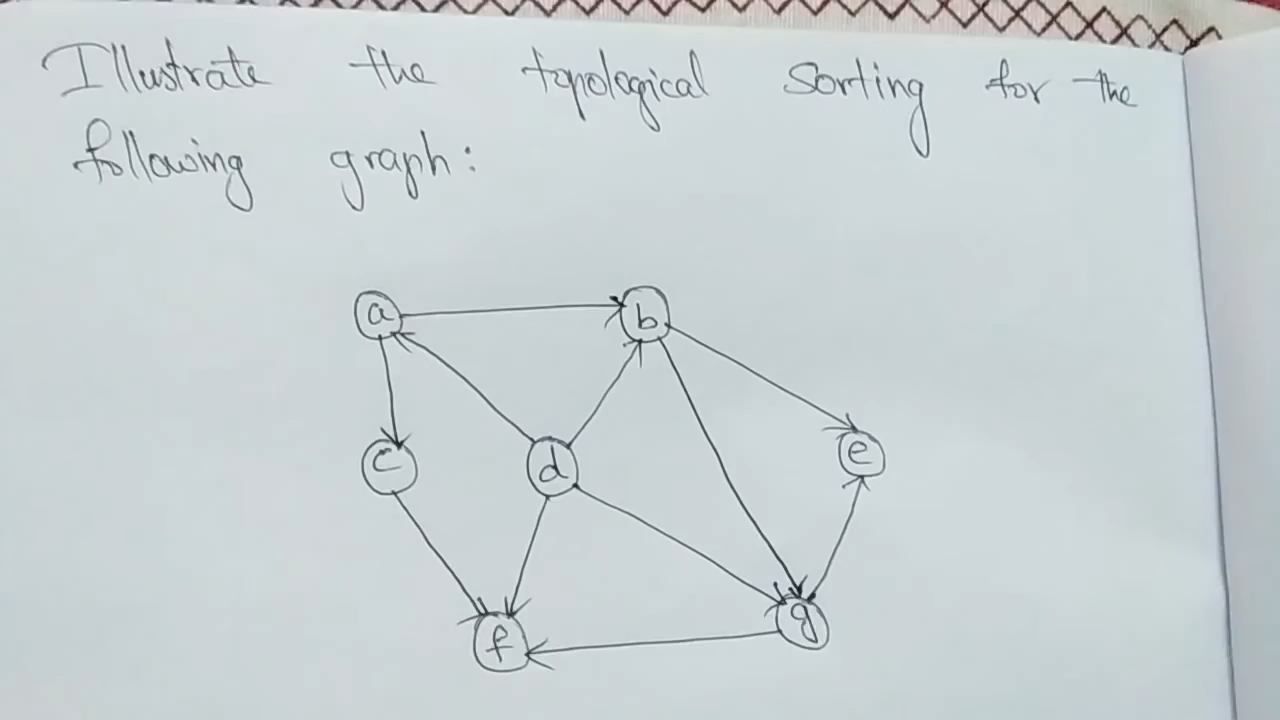 Illustrate the topological sorting for the
following graph:
a b
c d e
f g